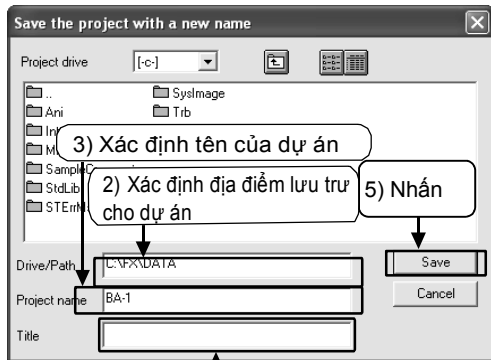 Save the project with a new name
Project drive [-c-]
.. SysImage
Ani Trb
3) Xác định tên của dự án
StdLib
2) Xác định địa điểm lưu trư
cho dự án
5) Nhấn
Drive/Path C:\FX\DATA Save
Project name BA-1 Cancel
Title